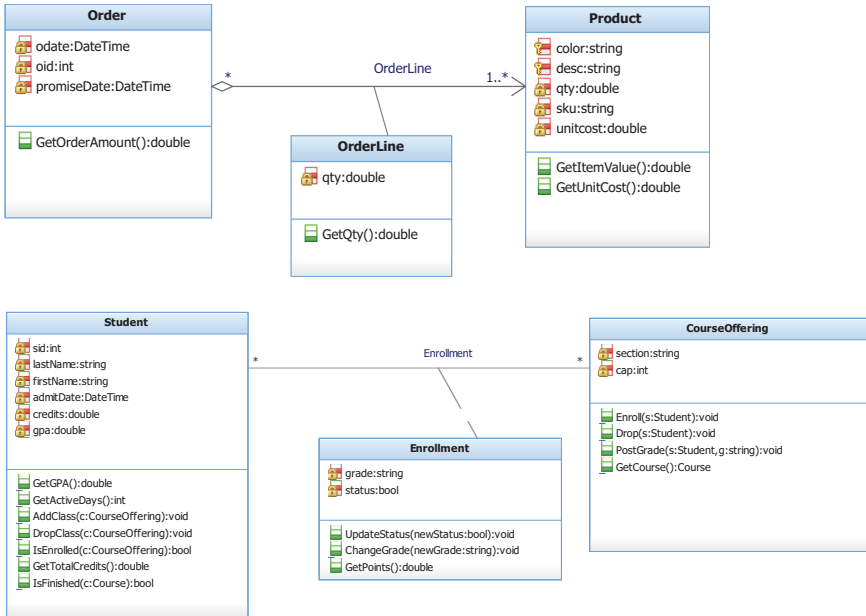 Order
odate:DateTime
oid:int
promiseDate:DateTime
GetOrderAmount():double
*
OrderLine
1..*
OrderLine
qty:double
GetQty():double
Product
color:string
desc:string
qty:double
sku:string
unitcost:double
GetItemValue():double
GetUnitCost():double
Student
sid:int
lastName:string
firstName:string
admitDate:DateTime
credits:double
gpa:double
GetGPA():double
GetActiveDays():int
AddClass(c:CourseOffering):void
DropClass(c:CourseOffering):void
IsEnrolled(c:CourseOffering):bool
GetTotalCredits():double
IsFinished(c:Course):bool
*
Enrollment
*
Enrollment
grade:string
status:bool
UpdateStatus(newStatus:bool):void
ChangeGrade(newGrade:string):void
GetPoints():double
CourseOffering
section:string
cap:int
Enroll(s:Student):void
Drop(s:Student):void
PostGrade(s:Student,g:string):void
GetCourse():Course